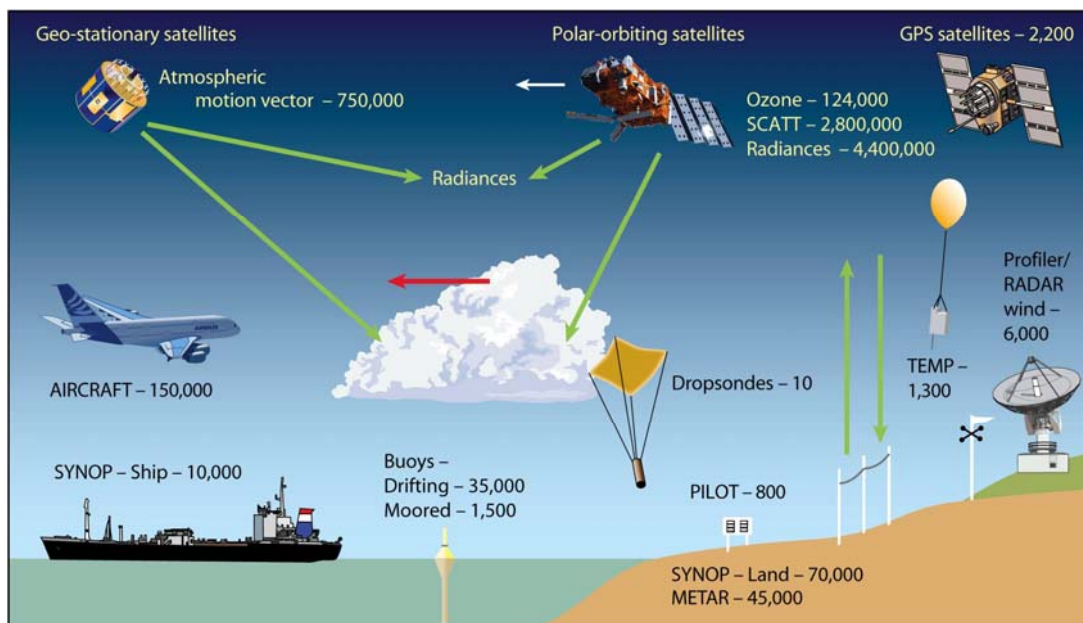 Geo-stationary satellites
Polar-orbiting satellites
GPS satellites – 2,200
Atmospheric
motion vector – 750,000
Ozone – 124,000
SCATT – 2,800,000
Radiances – 4,400,000
Radiances
Profiler/
RADAR
wind –
6,000
AIRBUS
AIRCRAFT – 150,000
Dropsondes – 10
TEMP –
1,300
SYNOP – Ship – 10,000
Buoys –
Drifting – 35,000
Moored – 1,500
PILOT – 800
SYNOP – Land – 70,000
METAR – 45,000